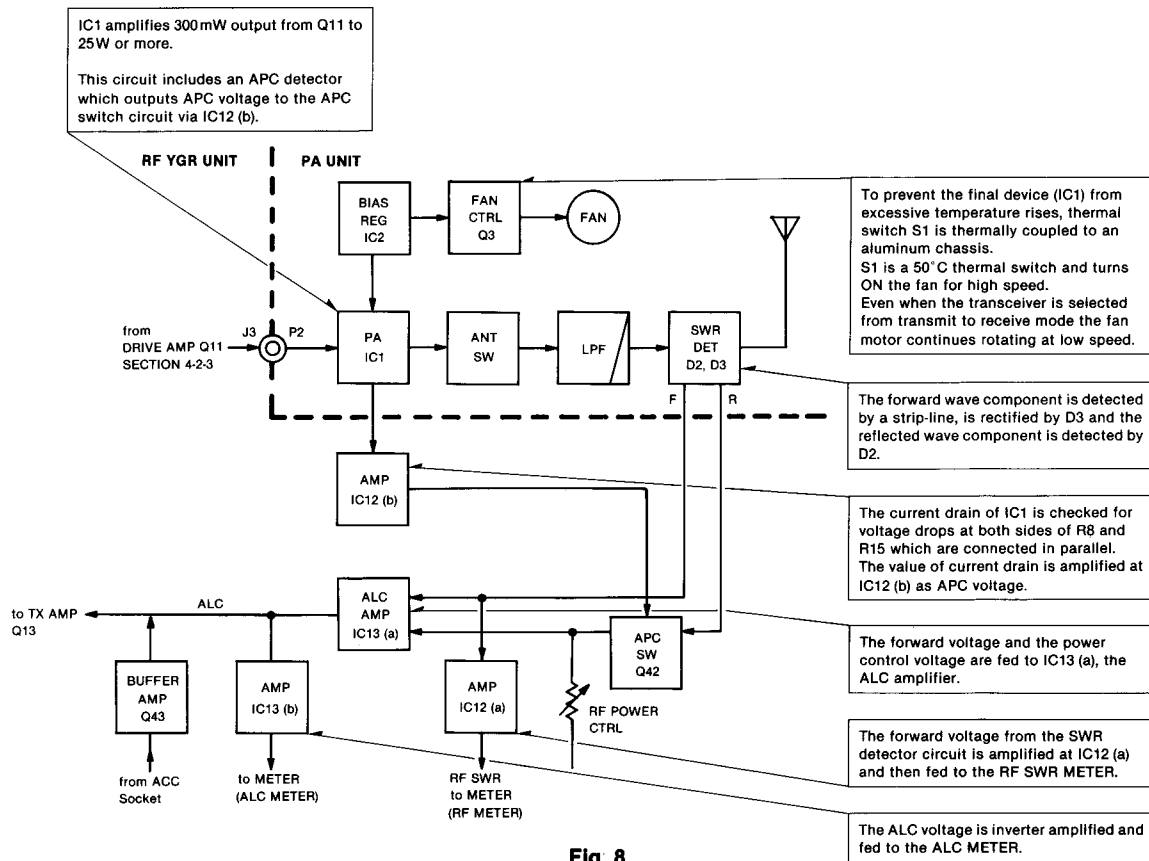 IC1 amplifies 300mW output from Q11 to
25W or more.
This circuit includes an APC detector
which outputs APC voltage to the APC
switch circuit via IC12 (b).
RF YGR UNIT
PA UNIT
BIAS
REG
IC2
FAN
CTRL
Q3
FAN
To prevent the final device (IC1) from
excessive temperature rises, thermal
switch S1 is thermally coupled to an
aluminum chassis.
S1 is a 50°C thermal switch and turns
ON the fan for high speed.
Even when the transceiver is selected
from transmit to receive mode the fan
motor continues rotating at low speed.
from
DRIVE AMP Q11
SECTION 4-2-3
J3
P2
PA
IC1
ANT
SW
LPF
SWR
DET
D2, D3
F
R
The forward wave component is detected
by a strip-line, is rectified by D3 and the
reflected wave component is detected by
D2.
AMP
IC12 (b)
The current drain of IC1 is checked for
voltage drops at both sides of R8 and
R15 which are connected in parallel.
The value of current drain is amplified at
IC12 (b) as APC voltage.
to TX AMP
Q13
ALC
ALC
AMP
IC13 (a)
APC
SW
Q42
The forward voltage and the power
control voltage are fed to IC13 (a), the
ALC amplifier.
BUFFER
AMP
Q43
AMP
IC13 (b)
AMP
IC12 (a)
RF POWER
CTRL
The forward voltage from the SWR
detector circuit is amplified at IC12 (a)
and then fed to the RF SWR METER.
from ACC
Socket
to METER
(ALC METER)
RF SWR
to METER
(RF METER)
The ALC voltage is inverter amplified and
fed to the ALC METER.
Fig. 8